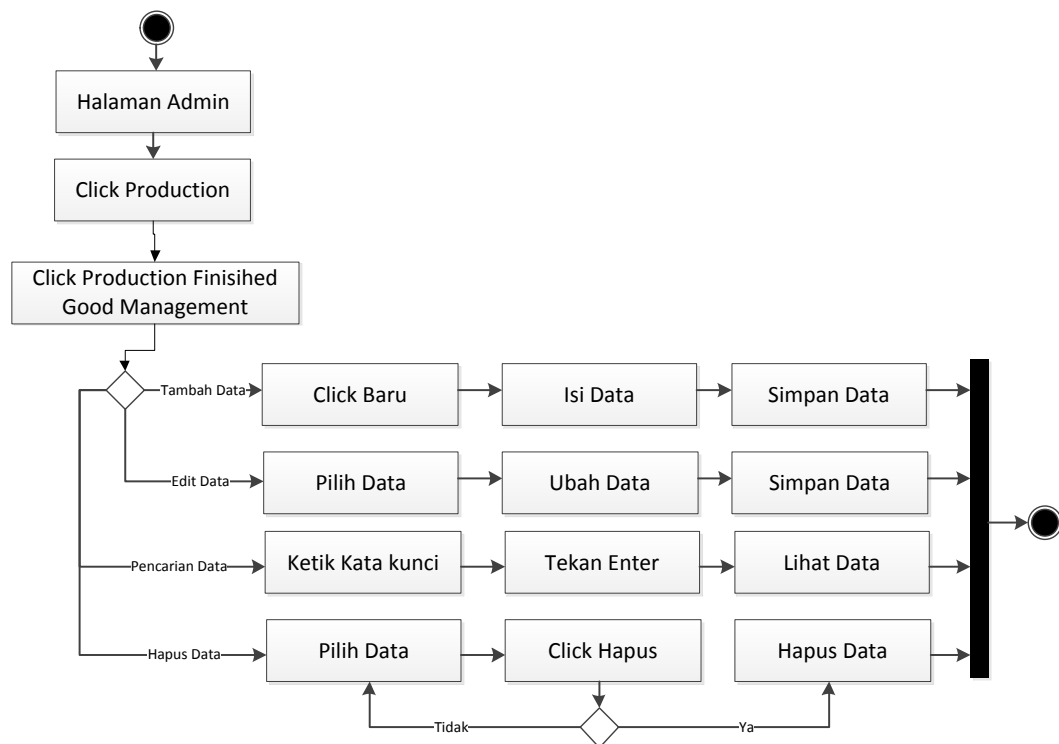 Halaman Admin
Click Production
Click Production Finisihed
Good Management
Tambah Data
Click Baru
Isi Data
Simpan Data
Edit Data
Pilih Data
Ubah Data
Simpan Data
Pencarian Data
Ketik Kata kunci
Tekan Enter
Lihat Data
Hapus Data
Pilih Data
Click Hapus
Hapus Data
Tidak
Ya